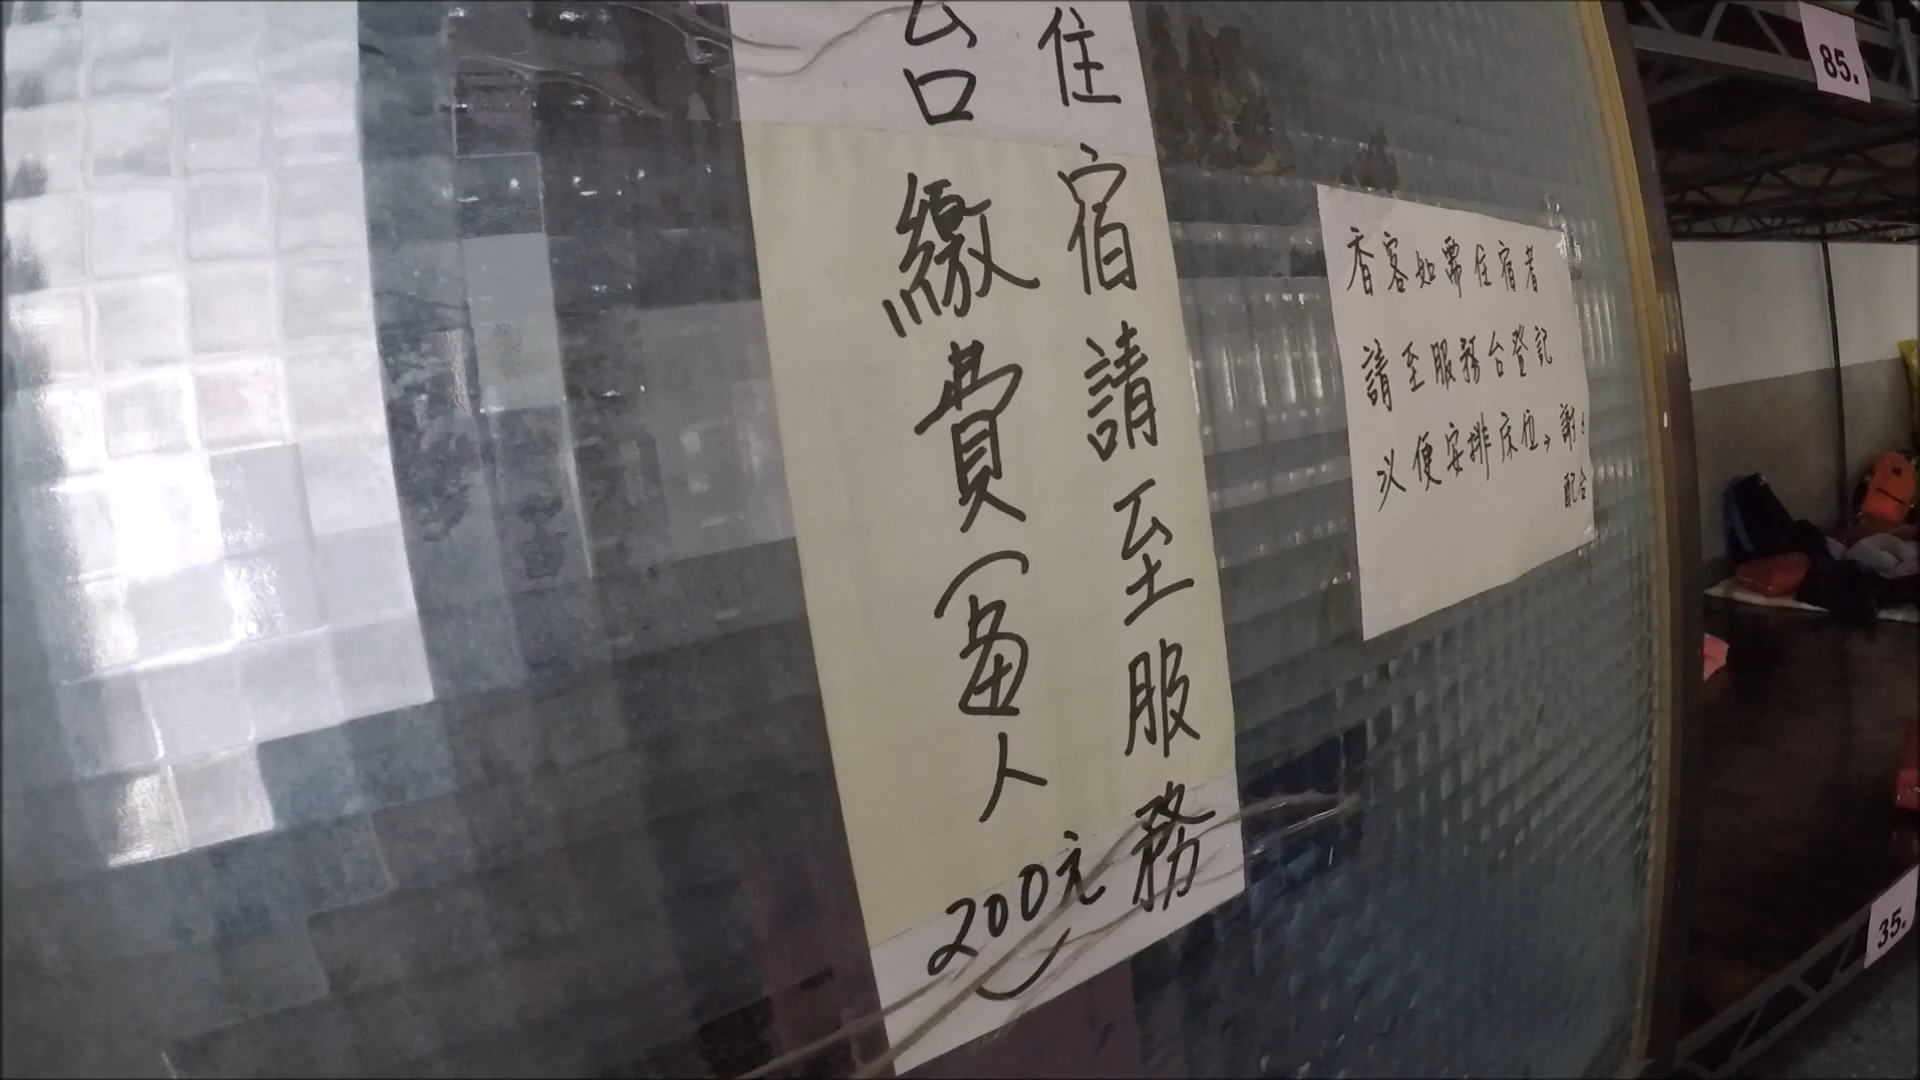 住宿請至服務
台繳費（每人
200元）
香客如需住宿者
請至服務台登記
以便安排床位，謝!
配合
85.
35.